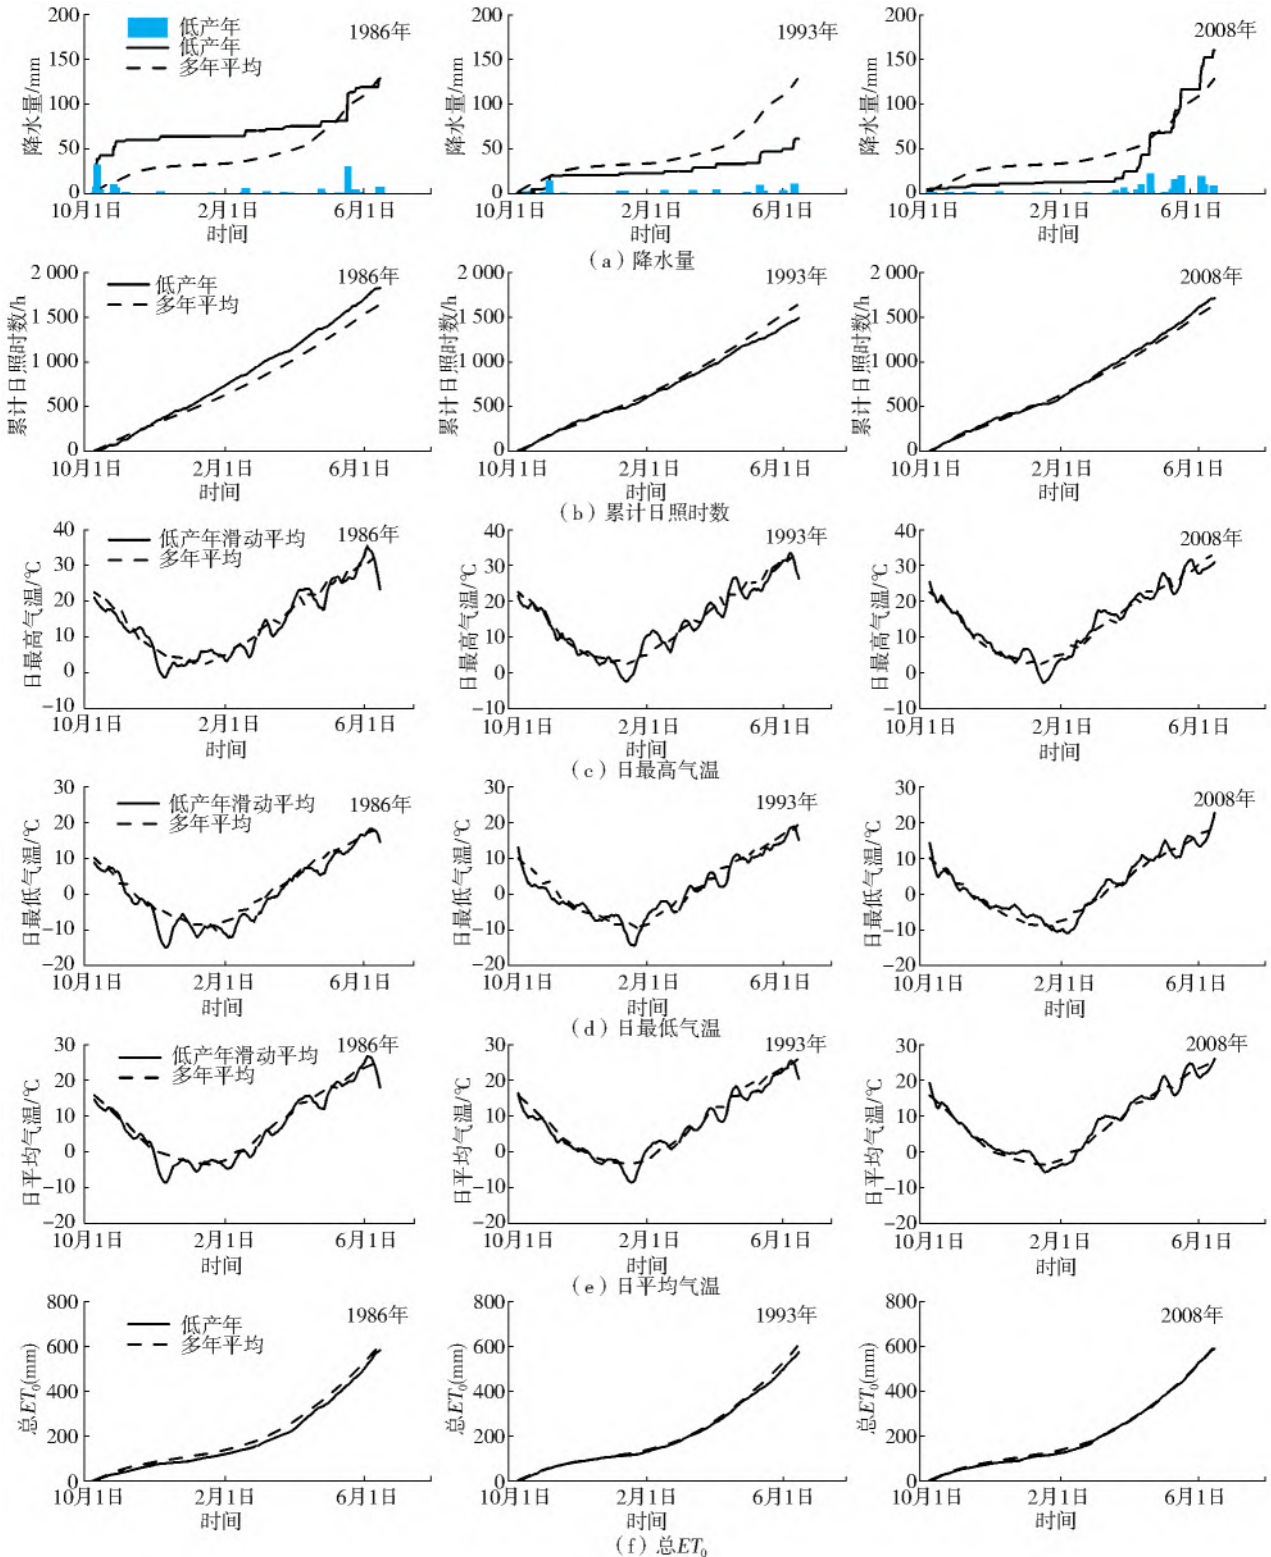 200
150
100
50
0
降水量/mm
低产年
低产年
多年平均
1986年
10月1日
2月1日
6月1日
时间
200
150
100
50
0
降水量/mm
1993年
10月1日
2月1日
6月1日
时间
200
150
100
50
0
降水量/mm
2008年
10月1日
2月1日
6月1日
时间
（a）降水量
2 000
1 500
1 000
500
0
累计日照时数/h
低产年
多年平均
1986年
10月1日
2月1日
6月1日
时间
2 000
1 500
1 000
500
0
累计日照时数/h
1993年
10月1日
2月1日
6月1日
时间
2 000
1 500
1 000
500
0
累计日照时数/h
2008年
10月1日
2月1日
6月1日
时间
（b）累计日照时数
40
30
20
10
0
-10
日最高气温/℃
低产年滑动平均
多年平均
1986年
10月1日
2月1日
6月1日
时间
40
30
20
10
0
-10
日最高气温/℃
1993年
10月1日
2月1日
6月1日
时间
40
30
20
10
0
-10
日最高气温/℃
2008年
10月1日
2月1日
6月1日
时间
（c）日最高气温
30
20
10
0
-10
-20
日最低气温/℃
低产年滑动平均
多年平均
1986年
10月1日
2月1日
6月1日
时间
30
20
10
0
-10
-20
日最低气温/℃
1993年
10月1日
2月1日
6月1日
时间
30
20
10
0
-10
-20
日最低气温/℃
2008年
10月1日
2月1日
6月1日
时间
（d）日最低气温
30
20
10
0
-10
-20
日平均气温/℃
低产年滑动平均
多年平均
1986年
10月1日
2月1日
6月1日
时间
30
20
10
0
-10
-20
日平均气温/℃
1993年
10月1日
2月1日
6月1日
时间
30
20
10
0
-10
-20
日平均气温/℃
2008年
10月1日
2月1日
6月1日
时间
（e）日平均气温
800
600
400
200
0
总ET₀(mm)
低产年
多年平均
1986年
10月1日
2月1日
6月1日
时间
800
600
400
200
0
总ET₀(mm)
1993年
10月1日
2月1日
6月1日
时间
800
600
400
200
0
总ET₀(mm)
2008年
10月1日
2月1日
6月1日
时间
（f）总ET₀